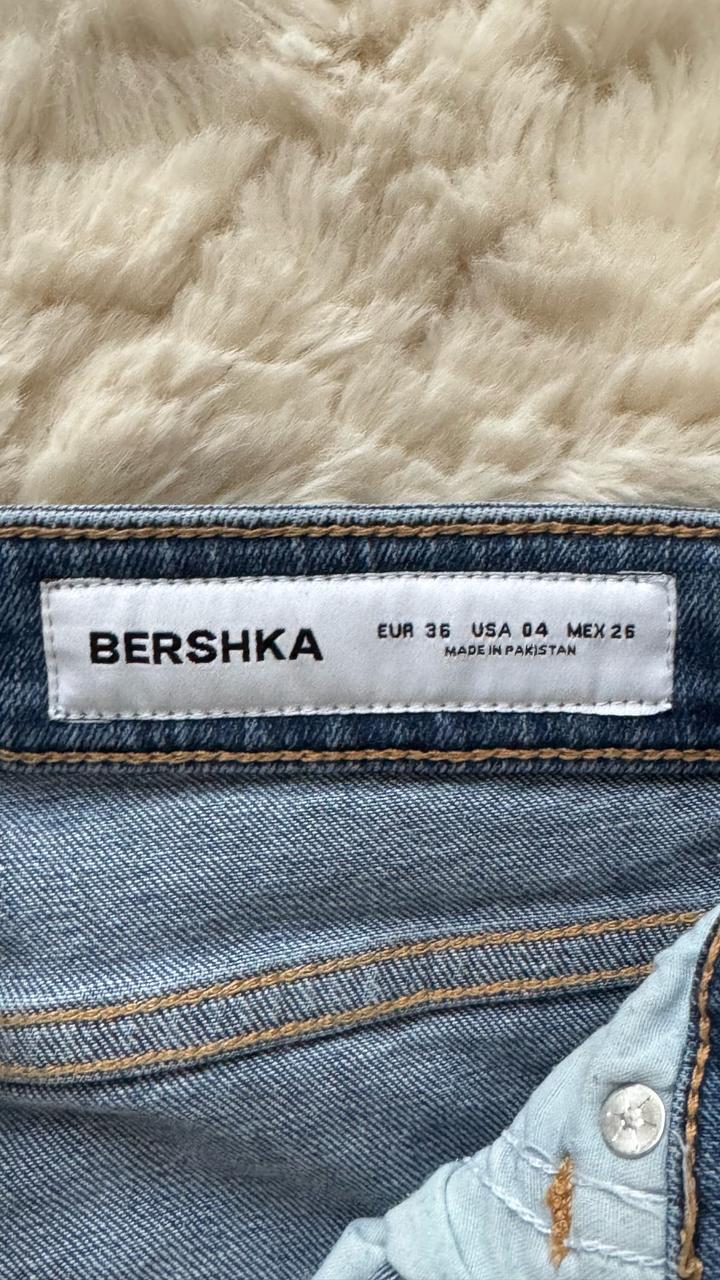 BERSHKA
EUR 36 USA 04 MEX 26
MADE IN PAKISTAN